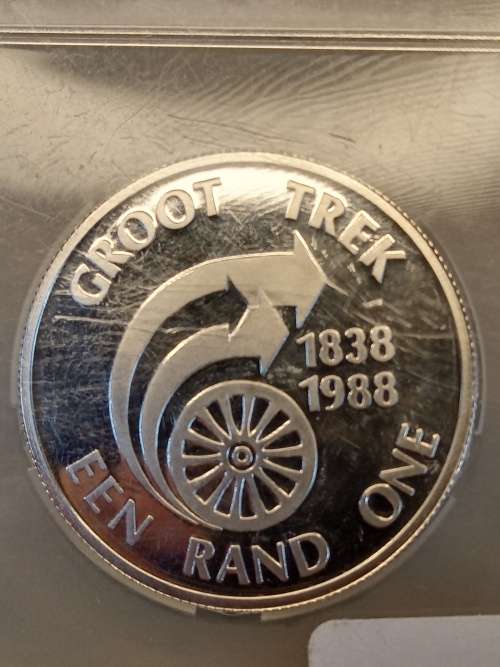 GROOT TREK
1838
1988
EEN RAND ONE